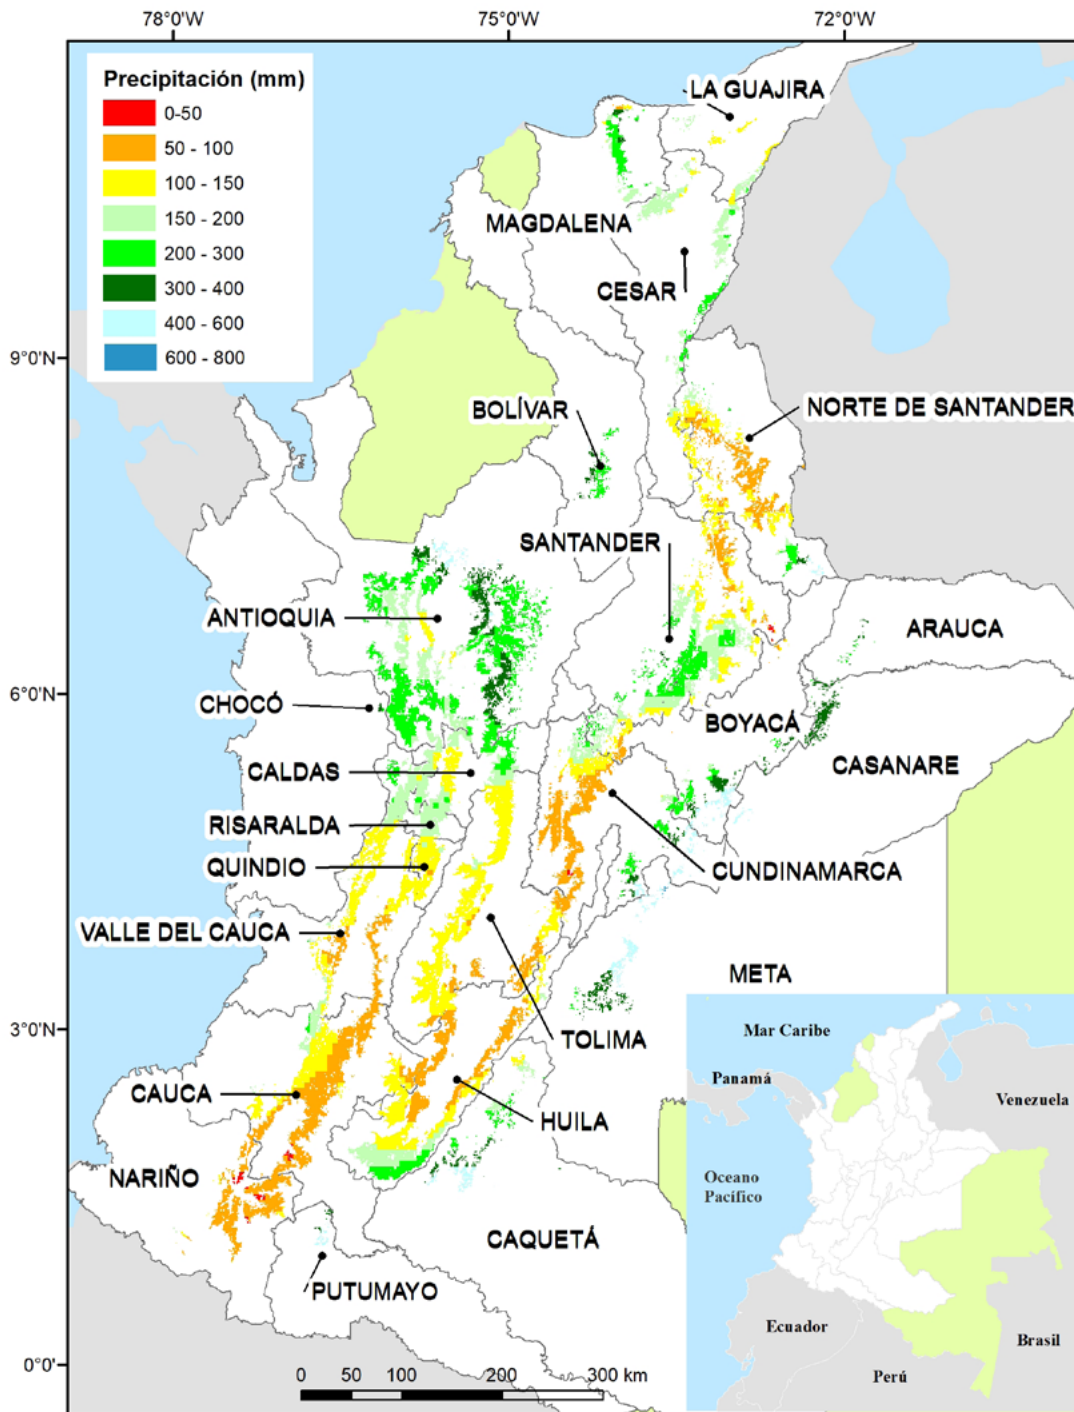 78°0'W 75°0'W 72°0'W
Precipitación (mm)
0-50
50 - 100
100 - 150
150 - 200
200 - 300
300 - 400
400 - 600
600 - 800
LA GUAJIRA
MAGDALENA
CESAR
9°0'N
BOLÍVAR
NORTE DE SANTANDER
SANTANDER
ANTIOQUIA
ARAUCA
6°0'N
CHOCÓ
BOYACÁ
CALDAS
CASANARE
RISARALDA
QUINDIO
CUNDINAMARCA
VALLE DEL CAUCA
META
3°0'N
TOLIMA
CAUCA
HUILA
NARIÑO
CAQUETÁ
PUTUMAYO
0°0'
0 50 100 200 300 km
Mar Caribe
Panamá
Venezuela
Oceano
Pacífico
Ecuador
Brasil
Perú